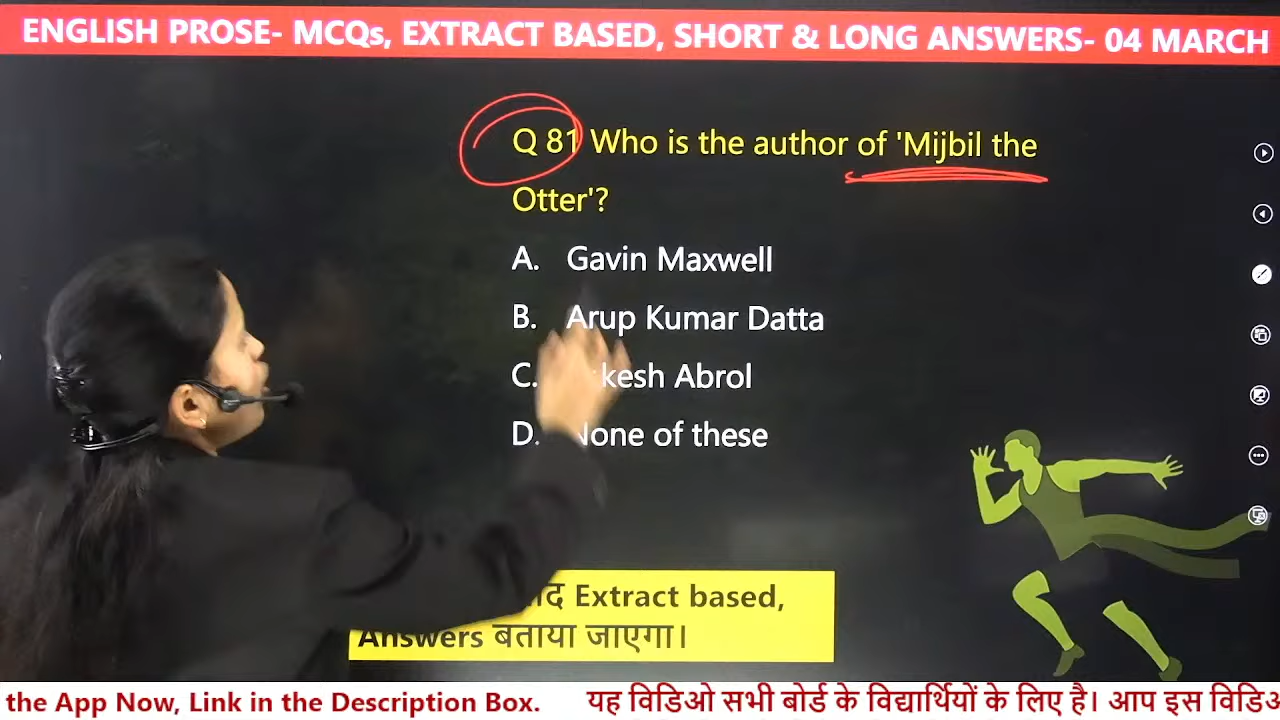 ENGLISH PROSE- MCQs, EXTRACT BASED, SHORT & LONG ANSWERS- 04 MARCH
Q 81 Who is the author of 'Mijbil the
Otter'?
A. Gavin Maxwell
B. Arup Kumar Datta
C. Abrol
D. None of these
Extract based,
Answers बताया जाएगा।
the App Now, Link in the Description Box. यह विडिओ सभी बोर्ड के विद्यार्थियों के लिए है। आप इस